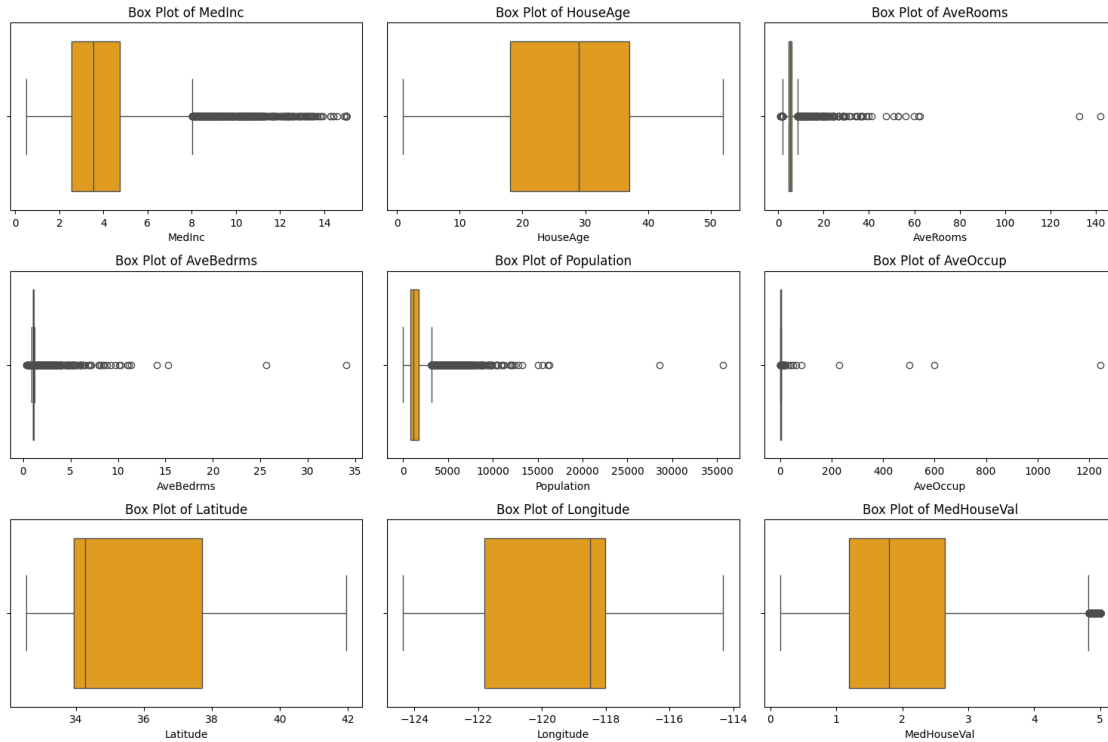 Box Plot of MedInc
Box Plot of HouseAge
Box Plot of AveRooms
0 2 4 6 8 10 12 14
0 10 20 30 40 50
0 20 40 60 80 100 120 140
MedInc
HouseAge
AveRooms
Box Plot of AveBedrms
Box Plot of Population
Box Plot of AveOccup
0 5 10 15 20 25 30 35
0 5000 10000 15000 20000 25000 30000 35000
0 200 400 600 800 1000 1200
AveBedrms
Population
AveOccup
Box Plot of Latitude
Box Plot of Longitude
Box Plot of MedHouseVal
34 36 38 40 42
−124 −122 −120 −118 −116 −114
0 1 2 3 4 5
Latitude
Longitude
MedHouseVal